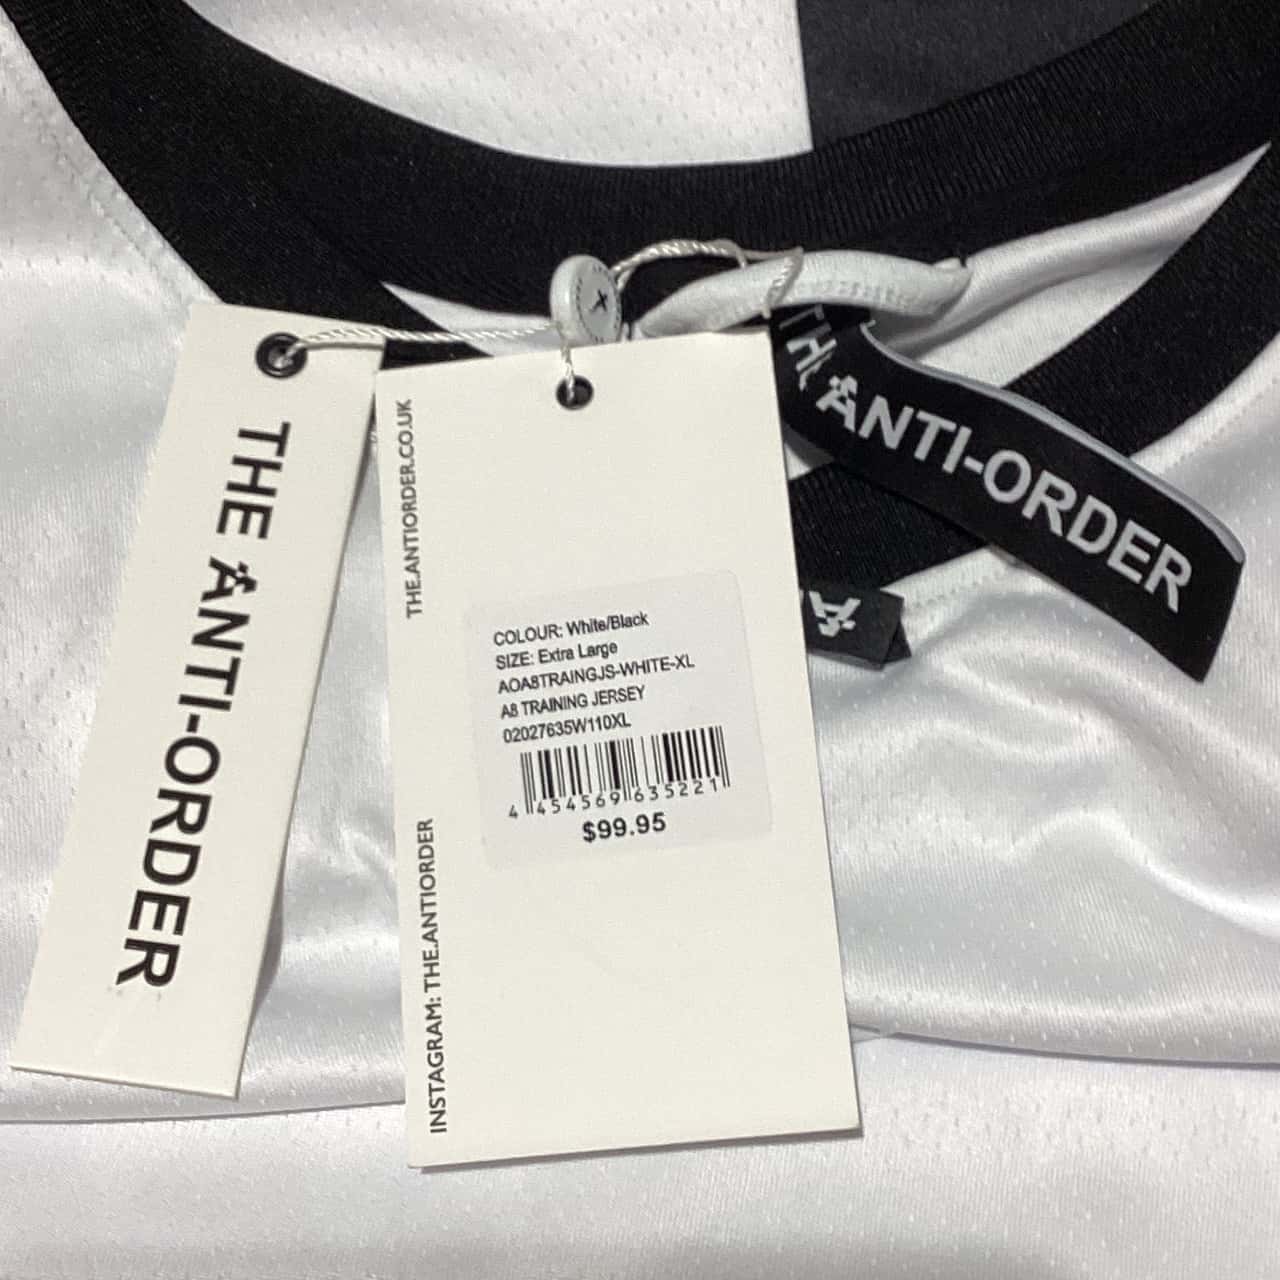 THE ANTI-ORDER
THE.ANTIORDER.CO.UK
INSTAGRAM: THE.ANTIORDER
COLOUR: White/Black
SIZE: Extra Large
AOA8TRAINGJS-WHITE-XL
A8 TRAINING JERSEY
02027635W110XL
4 454569 635221
$99.95
THE ANTI-ORDER